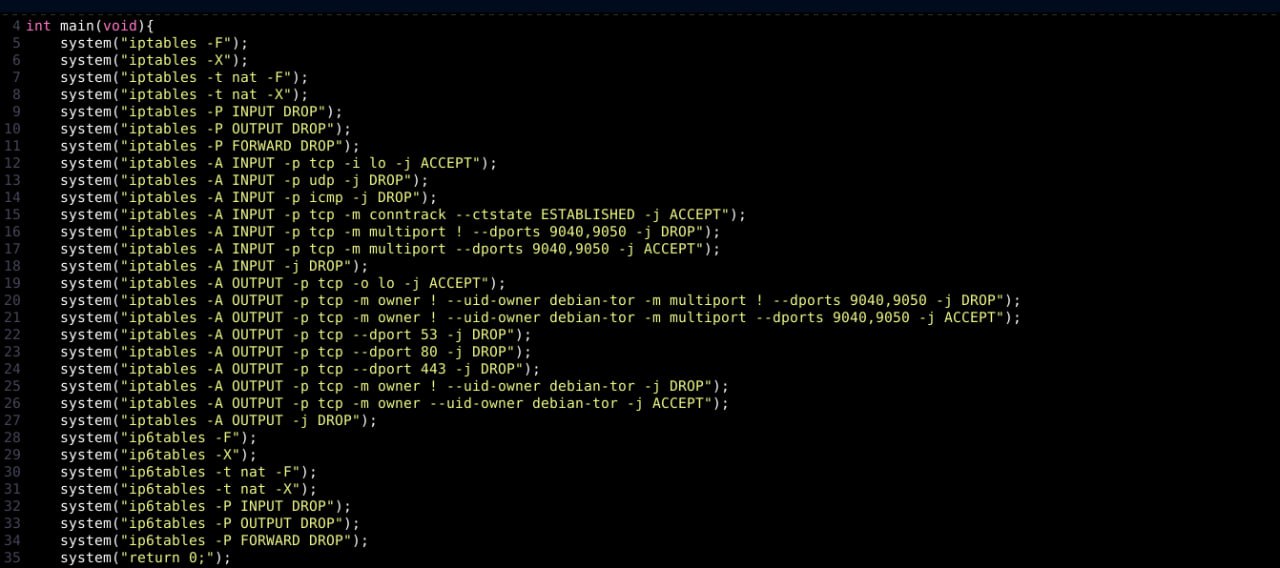 4 int main(void){
5     system("iptables -F");
6     system("iptables -X");
7     system("iptables -t nat -F");
8     system("iptables -t nat -X");
9     system("iptables -P INPUT DROP");
10     system("iptables -P OUTPUT DROP");
11     system("iptables -P FORWARD DROP");
12     system("iptables -A INPUT -p tcp -i lo -j ACCEPT");
13     system("iptables -A INPUT -p udp -j DROP");
14     system("iptables -A INPUT -p icmp -j DROP");
15     system("iptables -A INPUT -p tcp -m conntrack --ctstate ESTABLISHED -j ACCEPT");
16     system("iptables -A INPUT -p tcp -m multiport ! --dports 9040,9050 -j DROP");
17     system("iptables -A INPUT -p tcp -m multiport --dports 9040,9050 -j ACCEPT");
18     system("iptables -A INPUT -j DROP");
19     system("iptables -A OUTPUT -p tcp -o lo -j ACCEPT");
20     system("iptables -A OUTPUT -p tcp -m owner ! --uid-owner debian-tor -m multiport ! --dports 9040,9050 -j DROP");
21     system("iptables -A OUTPUT -p tcp -m owner ! --uid-owner debian-tor -m multiport --dports 9040,9050 -j ACCEPT");
22     system("iptables -A OUTPUT -p tcp --dport 53 -j DROP");
23     system("iptables -A OUTPUT -p tcp --dport 80 -j DROP");
24     system("iptables -A OUTPUT -p tcp --dport 443 -j DROP");
25     system("iptables -A OUTPUT -p tcp -m owner ! --uid-owner debian-tor -j DROP");
26     system("iptables -A OUTPUT -p tcp -m owner --uid-owner debian-tor -j ACCEPT");
27     system("iptables -A OUTPUT -j DROP");
28     system("ip6tables -F");
29     system("ip6tables -X");
30     system("ip6tables -t nat -F");
31     system("ip6tables -t nat -X");
32     system("ip6tables -P INPUT DROP");
33     system("ip6tables -P OUTPUT DROP");
34     system("ip6tables -P FORWARD DROP");
35     system("return 0;");